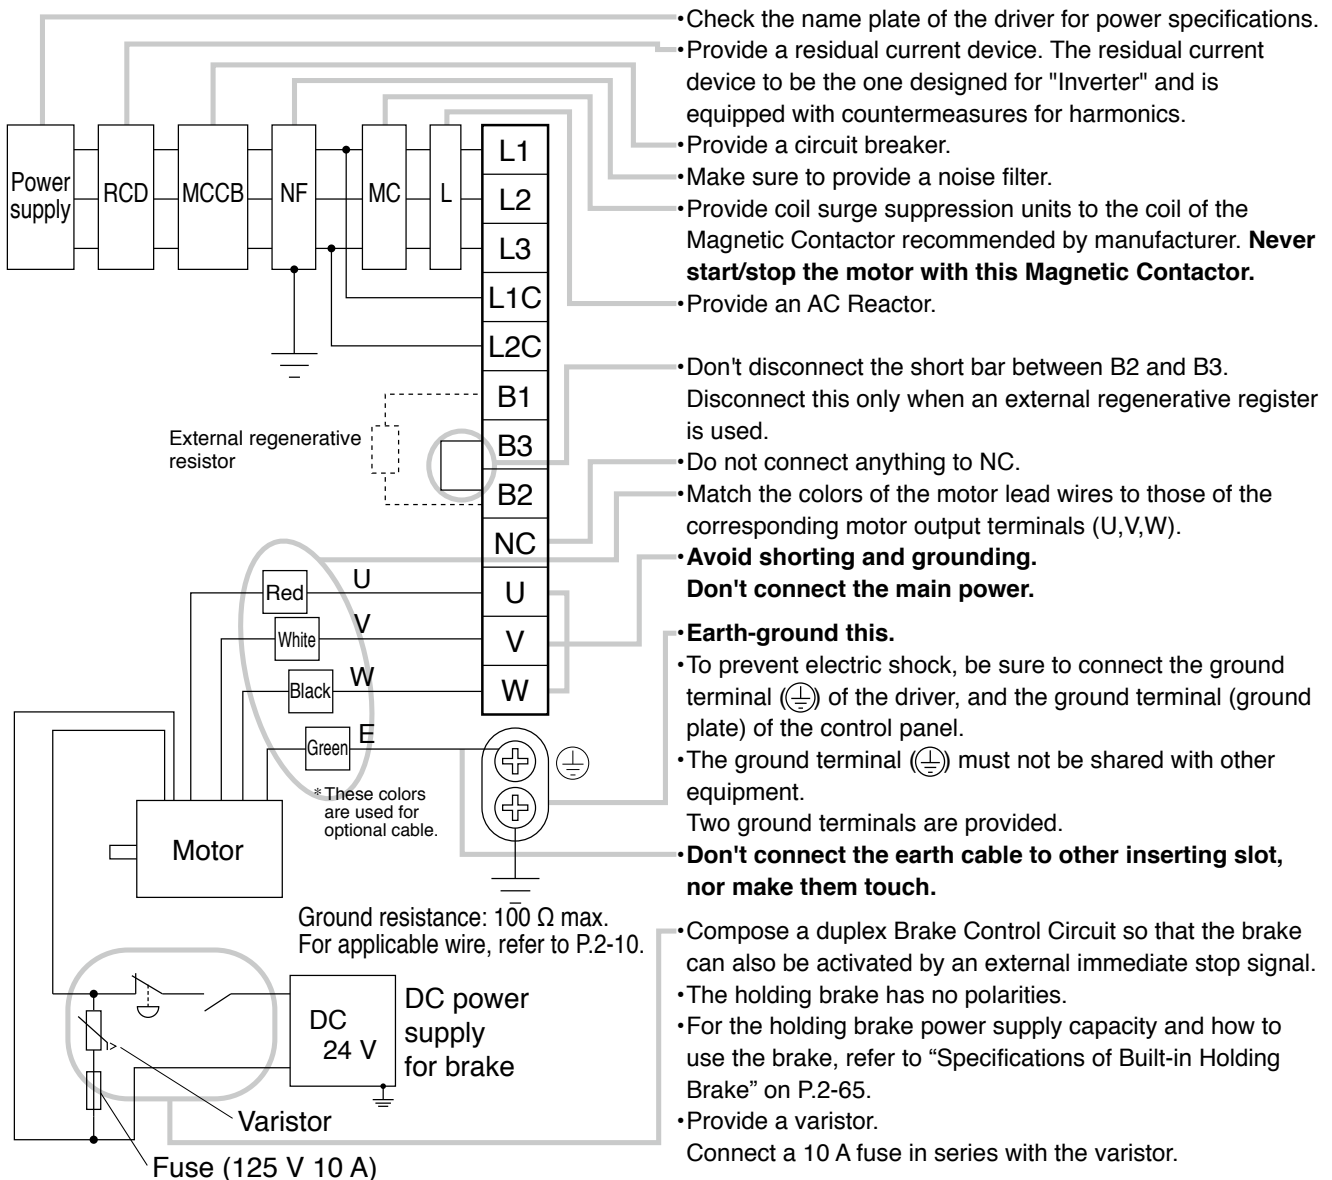 •Check the name plate of the driver for power specifications.
•Provide a residual current device. The residual current
device to be the one designed for "Inverter" and is
equipped with countermeasures for harmonics.
•Provide a circuit breaker.
•Make sure to provide a noise filter.
•Provide coil surge suppression units to the coil of the
Magnetic Contactor recommended by manufacturer. Never
start/stop the motor with this Magnetic Contactor.
•Provide an AC Reactor.
Power
supply
RCD
MCCB
NF
MC
L
L1
L2
L3
L1C
L2C
B1
B3
B2
NC
U
V
W
External regenerative
resistor
•Don't disconnect the short bar between B2 and B3.
Disconnect this only when an external regenerative register
is used.
•Do not connect anything to NC.
•Match the colors of the motor lead wires to those of the
corresponding motor output terminals (U,V,W).
•Avoid shorting and grounding.
Don't connect the main power.
Red
U
White
V
Black
W
Green
E
*These colors
are used for
optional cable.
Motor
•Earth-ground this.
•To prevent electric shock, be sure to connect the ground
terminal (⏚) of the driver, and the ground terminal (ground
plate) of the control panel.
•The ground terminal (⏚) must not be shared with other
equipment.
Two ground terminals are provided.
•Don't connect the earth cable to other inserting slot,
nor make them touch.
Ground resistance: 100 Ω max.
For applicable wire, refer to P.2-10.
•Compose a duplex Brake Control Circuit so that the brake
can also be activated by an external immediate stop signal.
•The holding brake has no polarities.
•For the holding brake power supply capacity and how to
use the brake, refer to “Specifications of Built-in Holding
Brake” on P.2-65.
•Provide a varistor.
Connect a 10 A fuse in series with the varistor.
DC
24 V
DC power
supply
for brake
Varistor
Fuse (125 V 10 A)